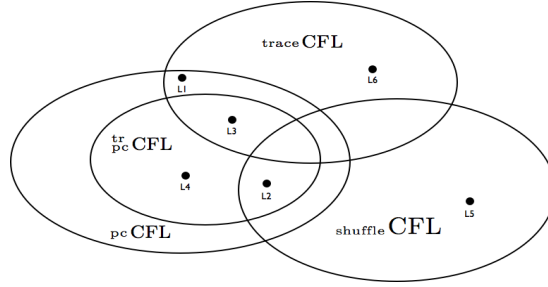 trace CFL
L6
L1
L3
tr
pc CFL
L4
L2
L5
pc CFL
shuffle CFL